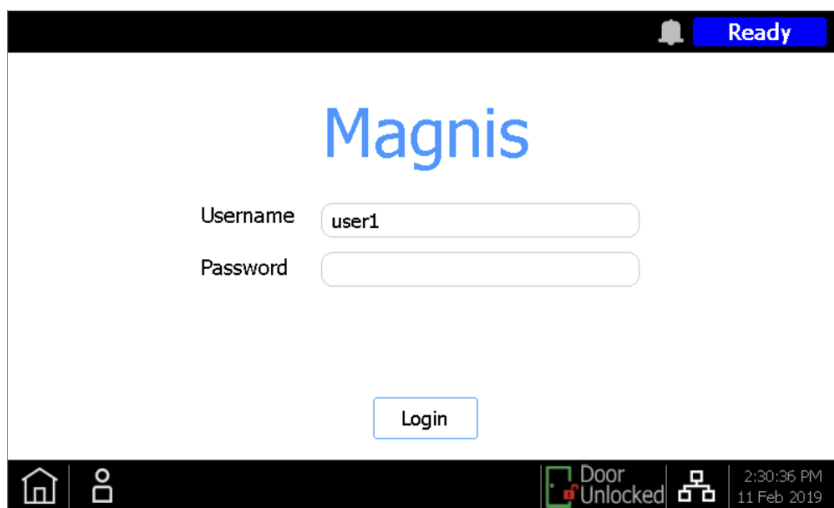 Ready
Magnis
Username
user1
Password
Login
Door
Unlocked
2:30:36 PM
11 Feb 2019